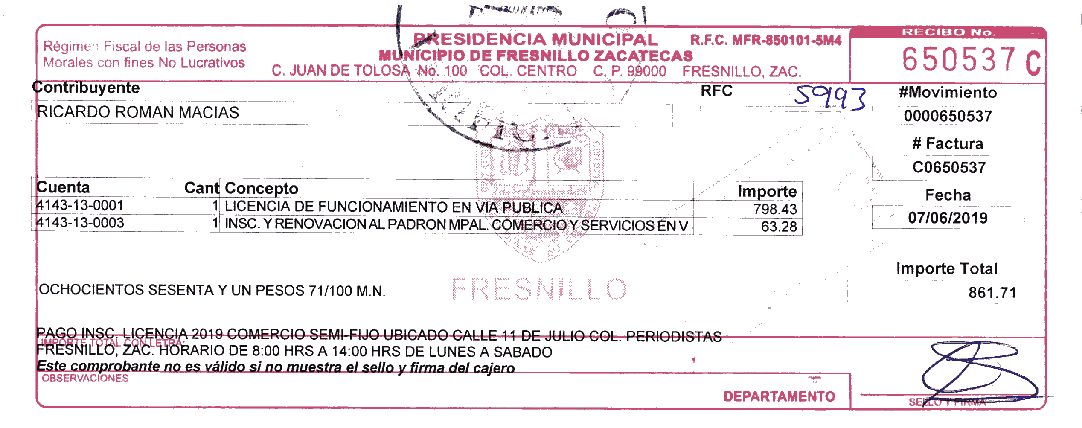 Régimen Fiscal de las Personas
Morales con fines No Lucrativos
PRESIDENCIA MUNICIPAL
MUNICIPIO DE FRESNILLO ZACATECAS
C. JUAN DE TOLOSA No. 100 COL. CENTRO C. P. 99000 FRESNILLO, ZAC.
R.F.C. MFR-850101-5M4
RECIBO No.
650537 C
Contribuyente
RICARDO ROMAN MACIAS
RFC
5993
#Movimiento
0000650537
# Factura
C0650537
Fecha
07/06/2019
Cuenta Cant Concepto Importe
4143-13-0001 1 LICENCIA DE FUNCIONAMIENTO EN VIA PUBLICA 798.43
4143-13-0003 1 INSC. Y RENOVACION AL PADRON MPAL. COMERCIO Y SERVICIOS EN V 63.28
FRESNILLO
Importe Total
861.71
OCHOCIENTOS SESENTA Y UN PESOS 71/100 M.N.
PAGO INSC. LICENCIA 2019 COMERCIO SEMI-FIJO UBICADO CALLE 11 DE JULIO COL. PERIODISTAS
IMPORTE TOTAL CON LETRA
FRESNILLO, ZAC. HORARIO DE 8:00 HRS A 14:00 HRS DE LUNES A SABADO
Este comprobante no es válido si no muestra el sello y firma del cajero
OBSERVACIONES
DEPARTAMENTO
SELLO Y FIRMA